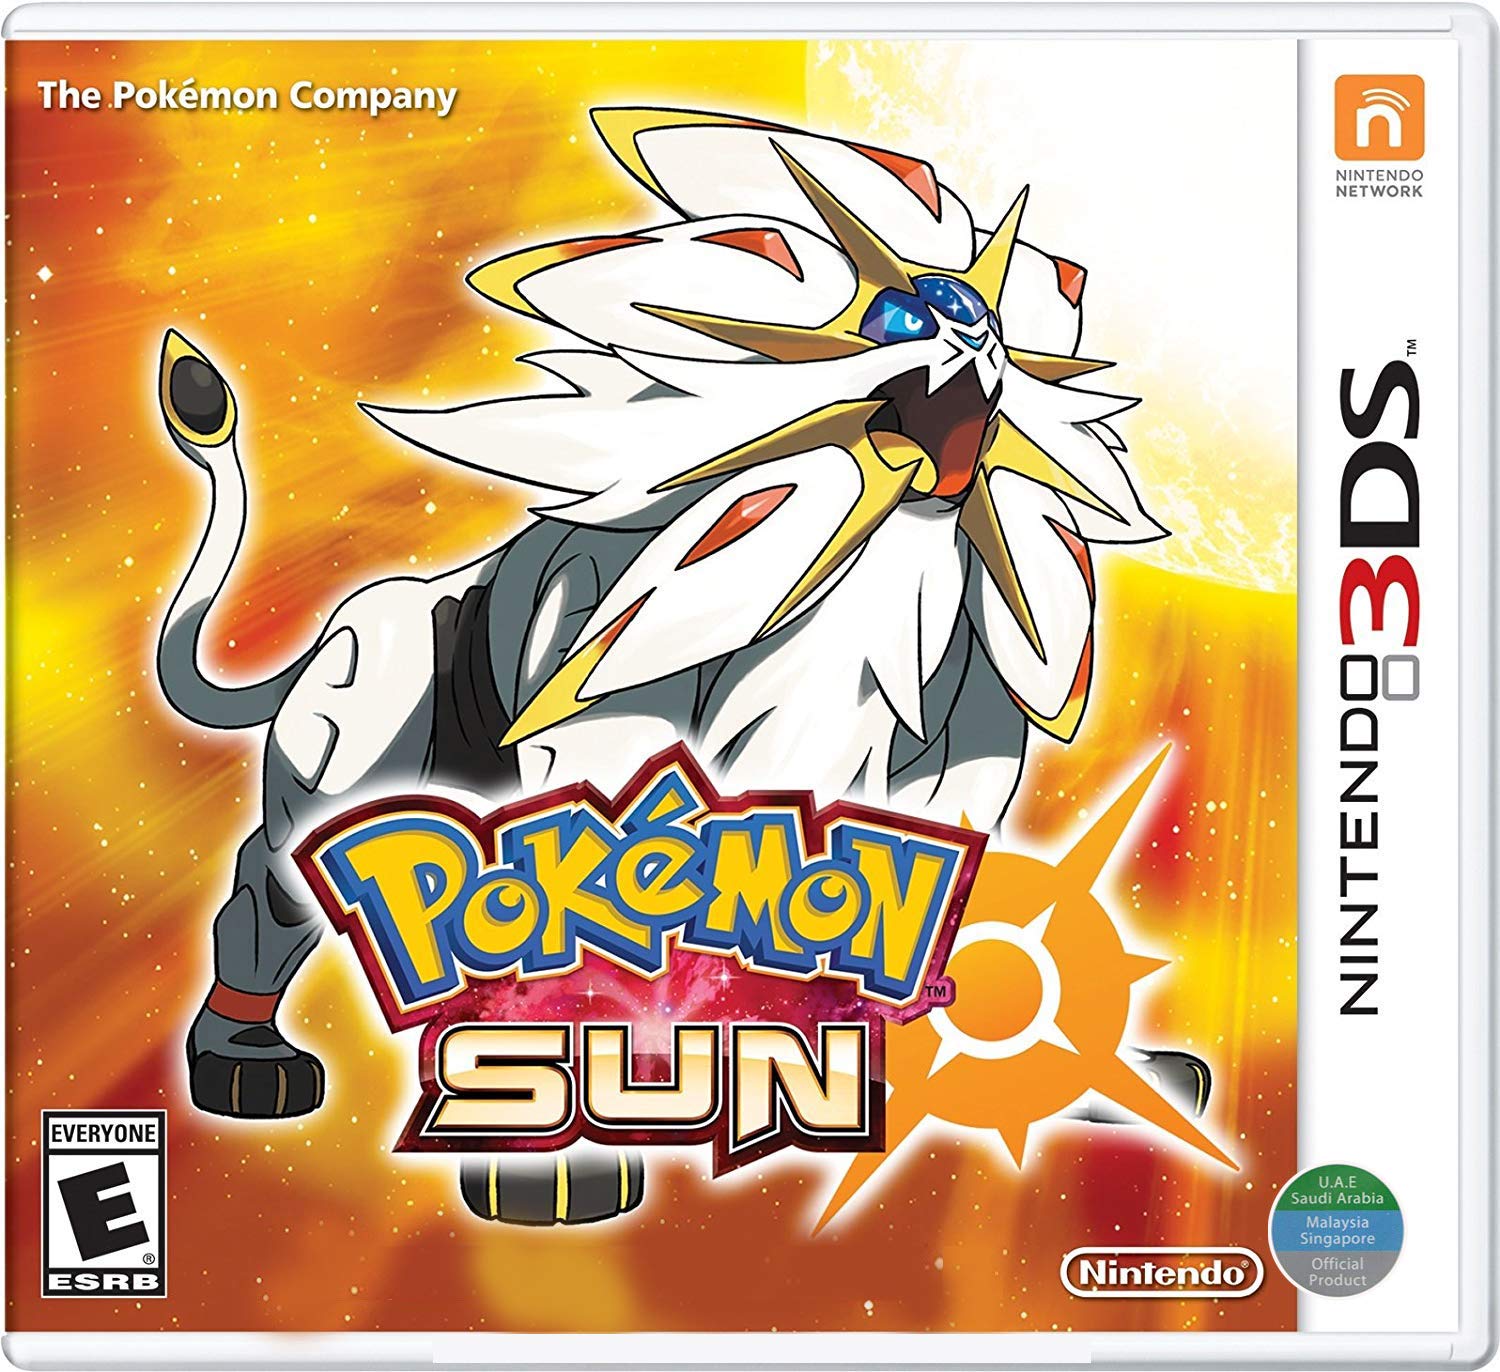 The Pokémon Company
NINTENDO
NETWORK
NINTENDO 3DS™
POKÉMON™
SUN
EVERYONE
E®
ESRB
Nintendo®
U.A.E
Saudi Arabia
Malaysia
Singapore
Official
Product